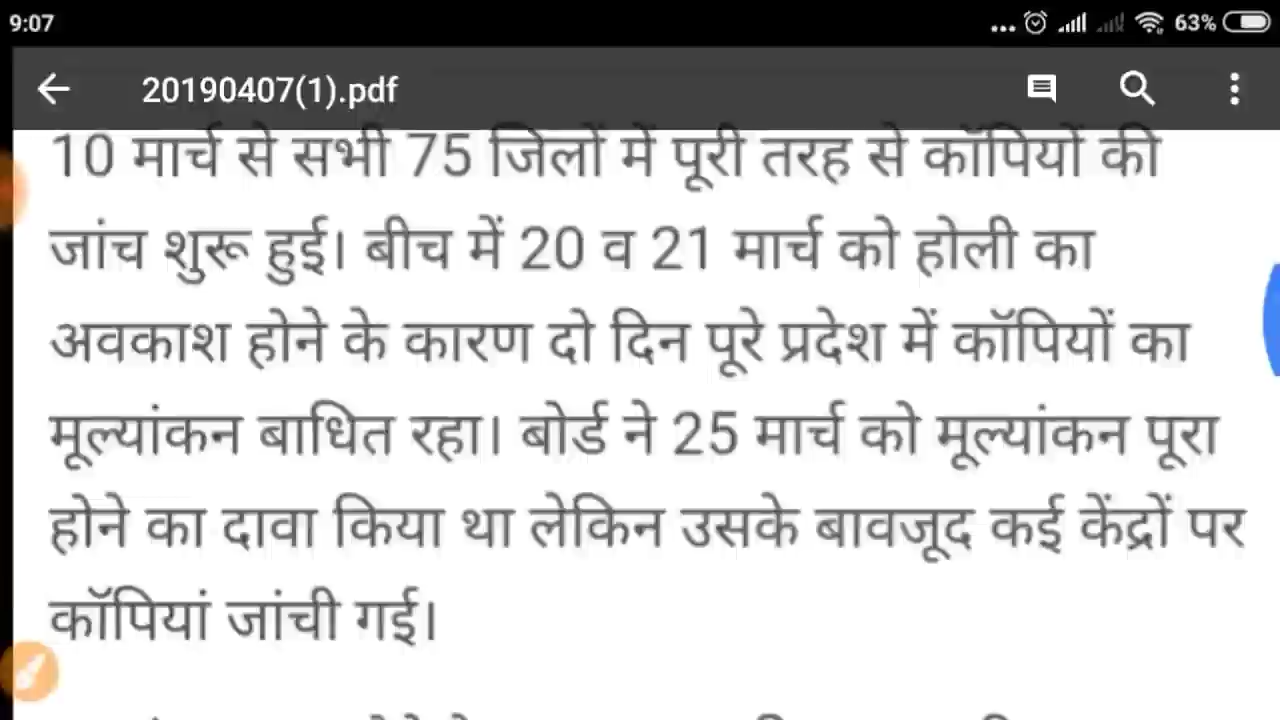 9:07
63%
20190407(1).pdf
10 मार्च से सभी 75 जिलों में पूरी तरह से कॉपियों की
जांच शुरू हुई। बीच में 20 व 21 मार्च को होली का
अवकाश होने के कारण दो दिन पूरे प्रदेश में कॉपियों का
मूल्यांकन बाधित रहा। बोर्ड ने 25 मार्च को मूल्यांकन पूरा
होने का दावा किया था लेकिन उसके बावजूद कई केंद्रों पर
कॉपियां जांची गई।